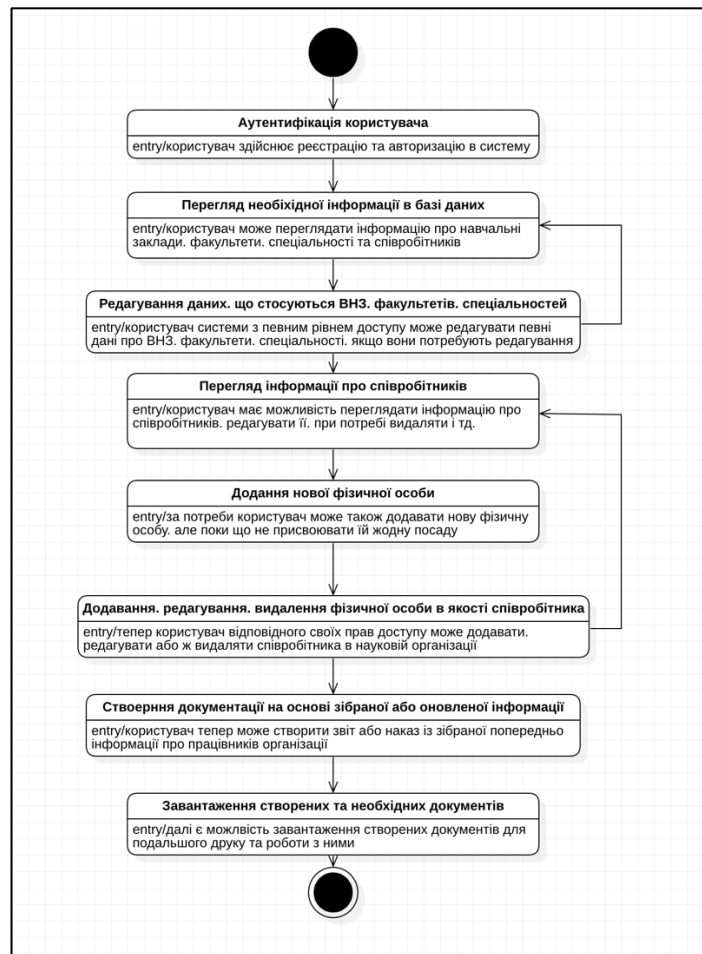 Аутентифікація користувача
entry/користувач здійснює реєстрацію та авторизацію в систему
Перегляд необіхідної інформації в базі даних
entry/користувач може переглядати інформацію про навчальні
заклади. факультети. спеціальності та співробітників
Редагування даних. що стосуються ВНЗ. факультетів. спеціальностей
entry/користувач системи з певним рівнем доступу може редагувати певні
дані про ВНЗ. факультети. спеціальності. якщо вони потребують редагування
Перегляд інформації про співробітників
entry/користувач має можливість переглядати інформацію про
співробітників. редагувати її. при потребі видаляти і тд.
Додання нової фізичної особи
entry/за потреби користувач може також додавати нову фізичну
особу. але поки що не присвоювати їй жодну посаду
Додавання. редагування. видалення фізичної особи в якості співробітника
entry/тепер користувач відповідного своїх прав доступу може додавати.
редагувати або ж видаляти співробітника в науковій організації
Ствоерння документації на основі зібраної або оновленої інформації
entry/користувач тепер може створити звіт або наказ із зібраної попередньо
інформації про працівників організації
Завантаження створених та необхідних документів
entry/далі є можлвість завантаження створених документів для
подальшого друку та роботи з ними